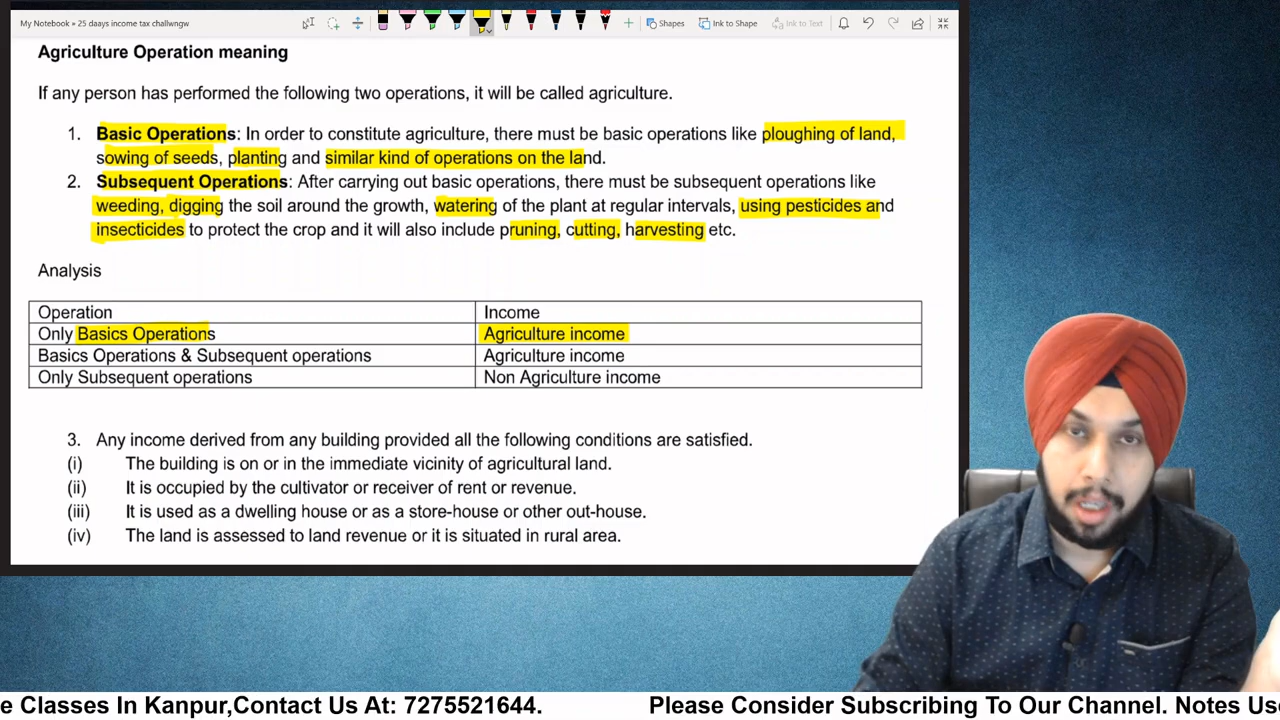 My Notebook » 25 daays income tax challwngw
Shapes
Ink to Shape
Ink to Text
Agriculture Operation meaning
If any person has performed the following two operations, it will be called agriculture.
1. Basic Operations: In order to constitute agriculture, there must be basic operations like ploughing of land,
sowing of seeds, planting and similar kind of operations on the land.
2. Subsequent Operations: After carrying out basic operations, there must be subsequent operations like
weeding, digging the soil around the growth, watering of the plant at regular intervals, using pesticides and
insecticides to protect the crop and it will also include pruning, cutting, harvesting etc.
Analysis
Operation Income
Only Basics Operations Agriculture income
Basics Operations & Subsequent operations Agriculture income
Only Subsequent operations Non Agriculture income
3. Any income derived from any building provided all the following conditions are satisfied.
(i) The building is on or in the immediate vicinity of agricultural land.
(ii) It is occupied by the cultivator or receiver of rent or revenue.
(iii) It is used as a dwelling house or as a store-house or other out-house.
(iv) The land is assessed to land revenue or it is situated in rural area.
e Classes In Kanpur,Contact Us At: 7275521644. Please Consider Subscribing To Our Channel. Notes Us